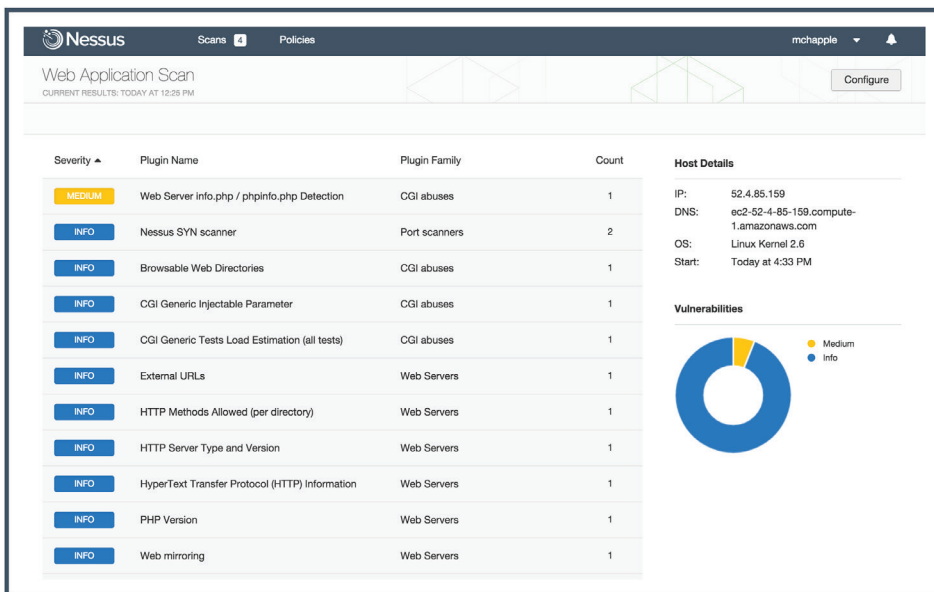 Nessus Scans 4 Policies mchapple
Web Application Scan Configure
CURRENT RESULTS: TODAY AT 12:25 PM
Severity Plugin Name Plugin Family Count
MEDIUM Web Server info.php / phpinfo.php Detection CGI abuses 1
INFO Nessus SYN scanner Port scanners 2
INFO Browsable Web Directories CGI abuses 1
INFO CGI Generic Injectable Parameter CGI abuses 1
INFO CGI Generic Tests Load Estimation (all tests) CGI abuses 1
INFO External URLs Web Servers 1
INFO HTTP Methods Allowed (per directory) Web Servers 1
INFO HTTP Server Type and Version Web Servers 1
INFO HyperText Transfer Protocol (HTTP) Information Web Servers 1
INFO PHP Version Web Servers 1
INFO Web mirroring Web Servers 1
Host Details
IP: 52.4.85.159
DNS: ec2-52-4-85-159.compute-
1.amazonaws.com
OS: Linux Kernel 2.6
Start: Today at 4:33 PM
Vulnerabilities
Medium
Info